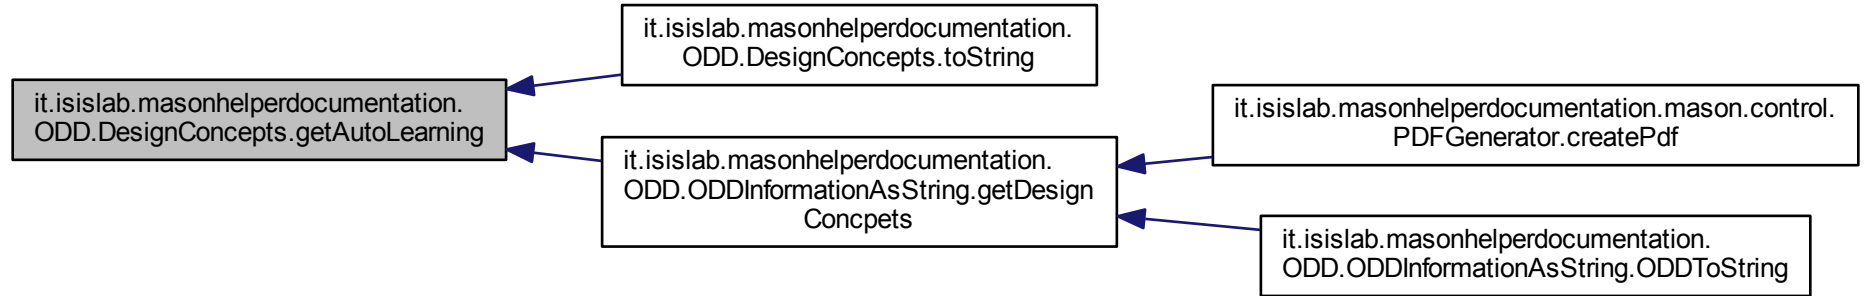 it.isislab.masonhelperdocumentation.
ODD.DesignConcepts.toString
it.isislab.masonhelperdocumentation.
ODD.DesignConcepts.getAutoLearning
it.isislab.masonhelperdocumentation.mason.control.
PDFGenerator.createPdf
it.isislab.masonhelperdocumentation.
ODD.ODDInformationAsString.getDesign
Concpets
it.isislab.masonhelperdocumentation.
ODD.ODDInformationAsString.ODDToString